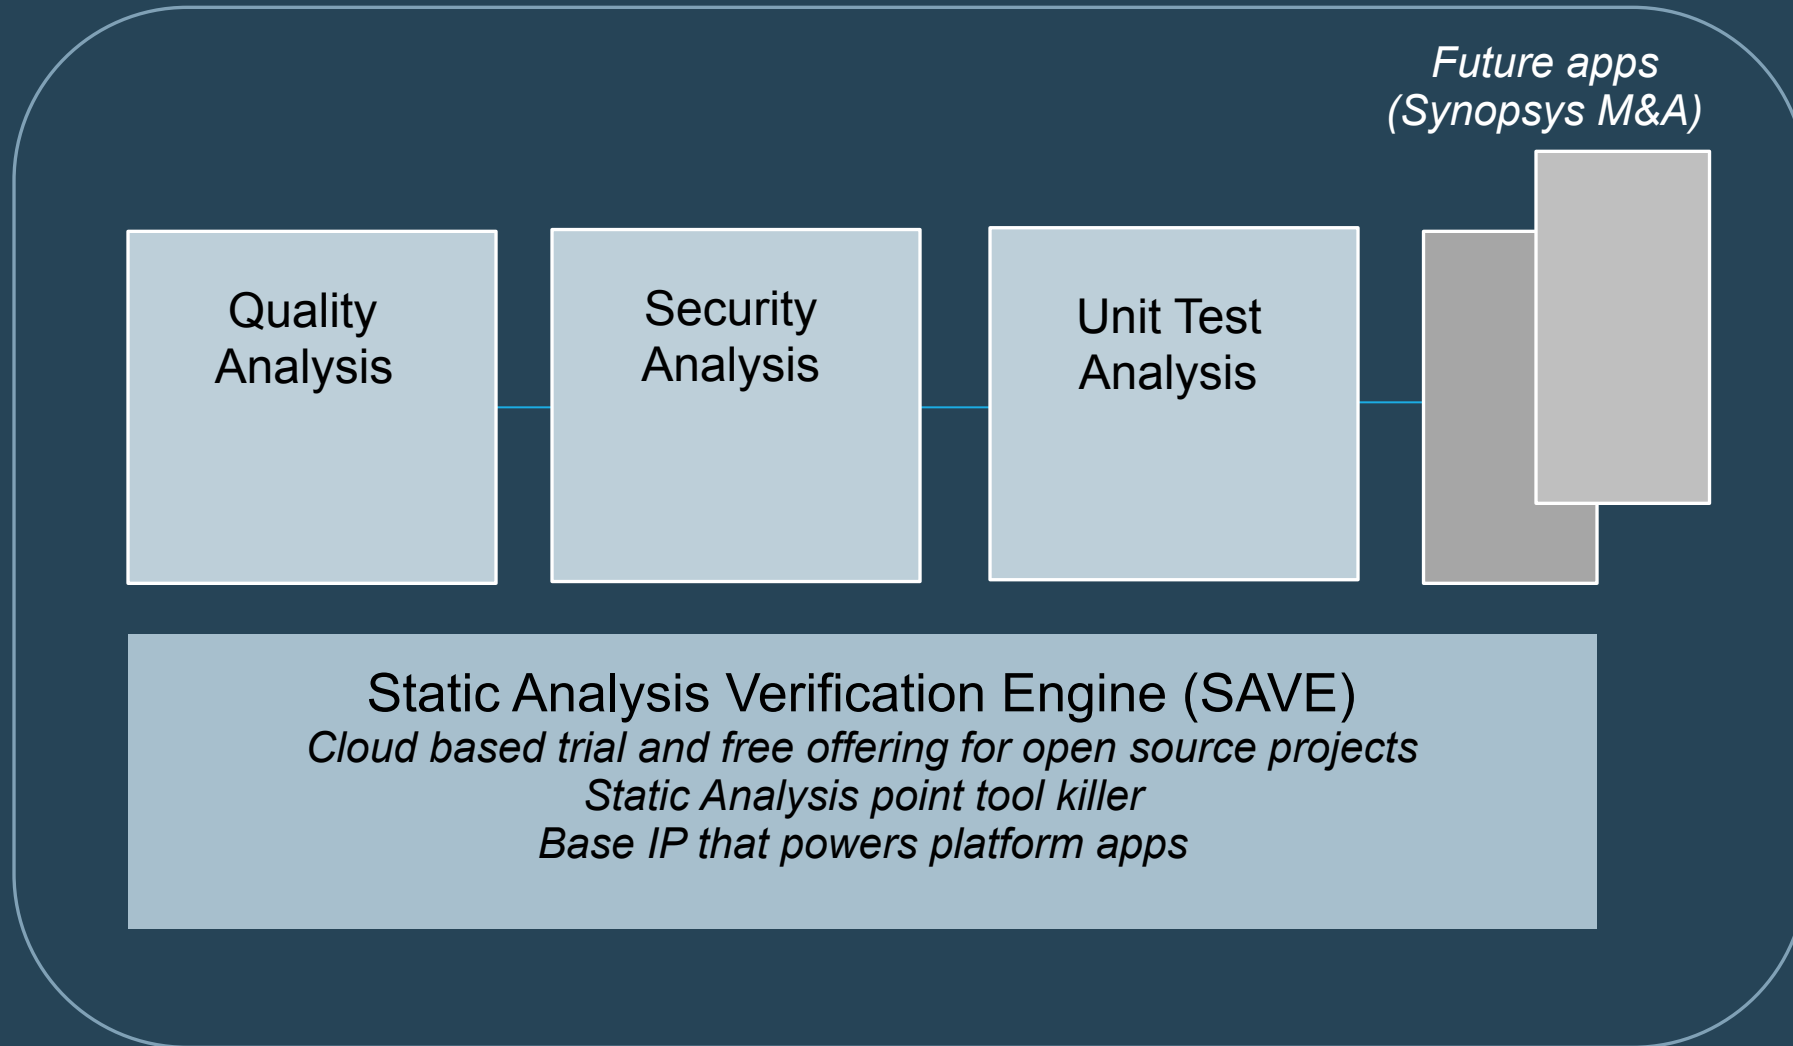 Future apps
(Synopsys M&A)
Quality
Analysis
Security
Analysis
Unit Test
Analysis
Static Analysis Verification Engine (SAVE)
Cloud based trial and free offering for open source projects
Static Analysis point tool killer
Base IP that powers platform apps